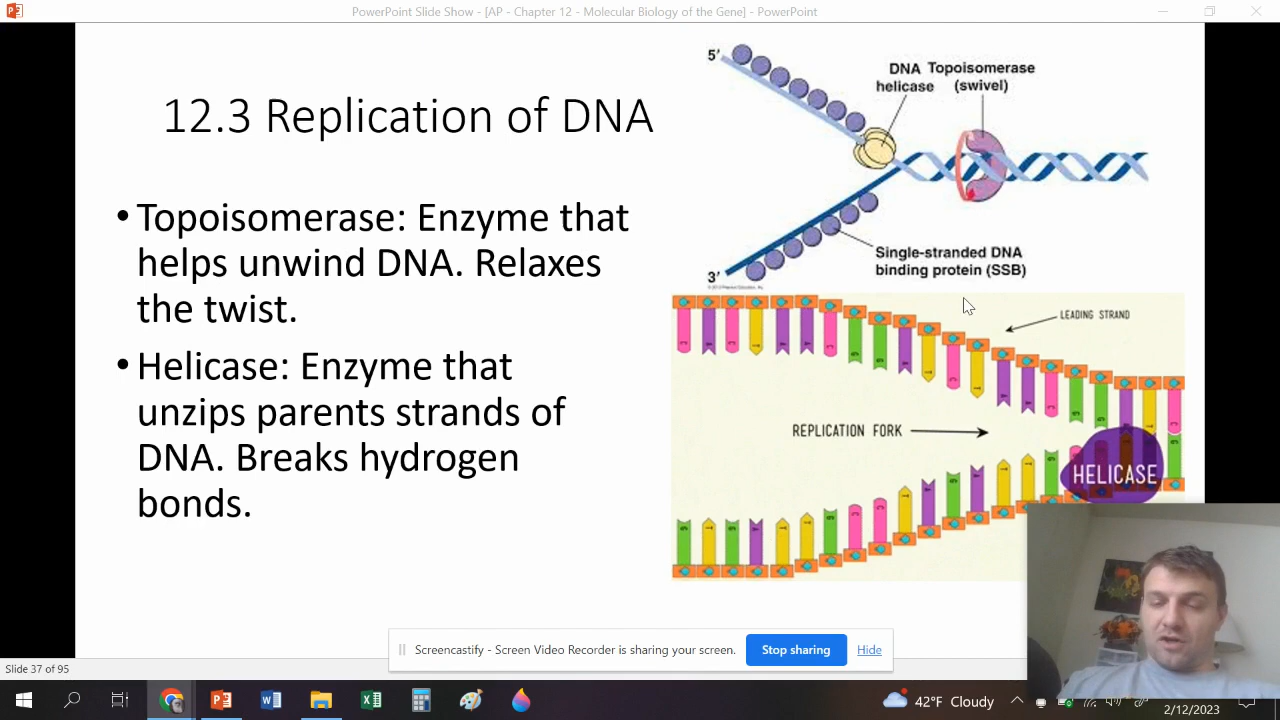 PowerPoint Slide Show - [AP - Chapter 12 - Molecular Biology of the Gene] - PowerPoint
12.3 Replication of DNA
• Topoisomerase: Enzyme that
helps unwind DNA. Relaxes
the twist.
• Helicase: Enzyme that
unzips parents strands of
DNA. Breaks hydrogen
bonds.
5'
DNA
helicase
Topoisomerase
(swivel)
Single-stranded DNA
binding protein (SSB)
3'
LEADING STRAND
REPLICATION FORK
HELICASE
Screencastify - Screen Video Recorder is sharing your screen.
Stop sharing
Hide
Slide 37 of 95
42°F Cloudy
2/12/2023